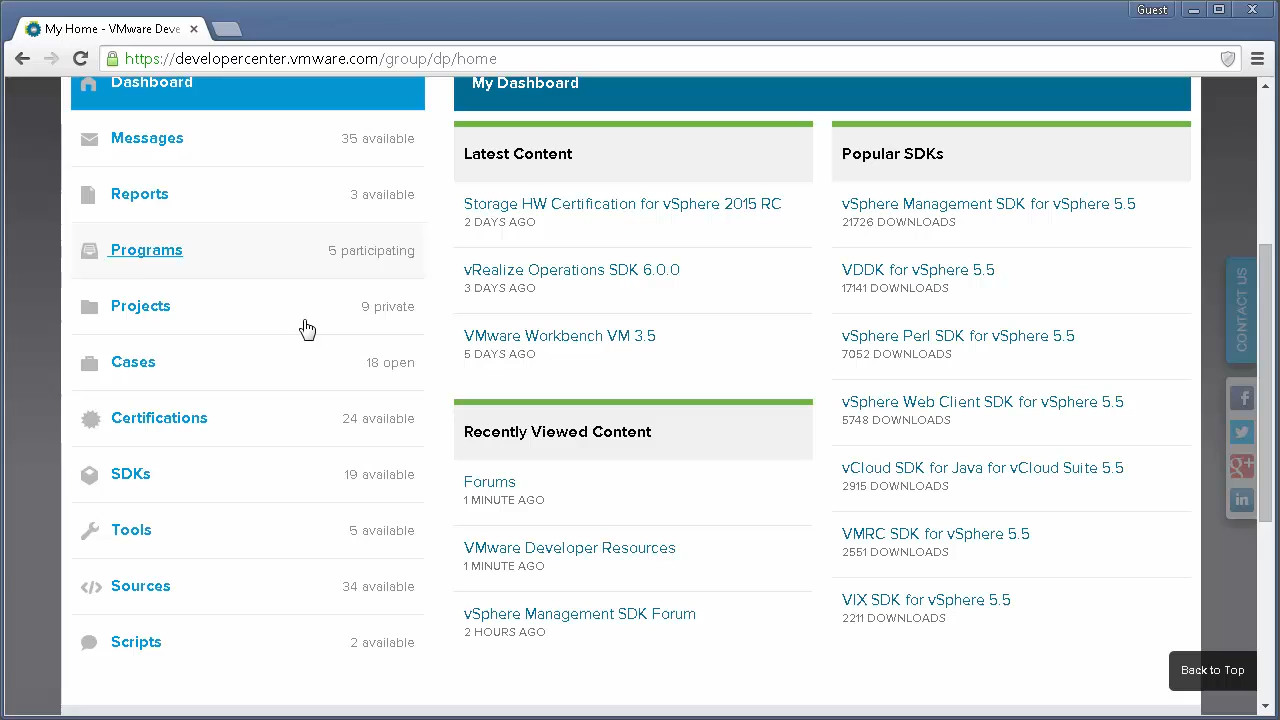 Guest
My Home - VMware Deve
https://developercenter.vmware.com/group/dp/home
Dashboard
Messages 35 available
Reports 3 available
Programs 5 participating
Projects 9 private
Cases 18 open
Certifications 24 available
SDKs 19 available
Tools 5 available
Sources 34 available
Scripts 2 available
My Dashboard
Latest Content
Storage HW Certification for vSphere 2015 RC
2 DAYS AGO
vRealize Operations SDK 6.0.0
3 DAYS AGO
VMware Workbench VM 3.5
5 DAYS AGO
Recently Viewed Content
Forums
1 MINUTE AGO
VMware Developer Resources
1 MINUTE AGO
vSphere Management SDK Forum
2 HOURS AGO
Popular SDKs
vSphere Management SDK for vSphere 5.5
21726 DOWNLOADS
VDDK for vSphere 5.5
17141 DOWNLOADS
vSphere Perl SDK for vSphere 5.5
7052 DOWNLOADS
vSphere Web Client SDK for vSphere 5.5
5748 DOWNLOADS
vCloud SDK for Java for vCloud Suite 5.5
2915 DOWNLOADS
VMRC SDK for vSphere 5.5
2551 DOWNLOADS
VIX SDK for vSphere 5.5
2211 DOWNLOADS
CONTACT US
Back to Top